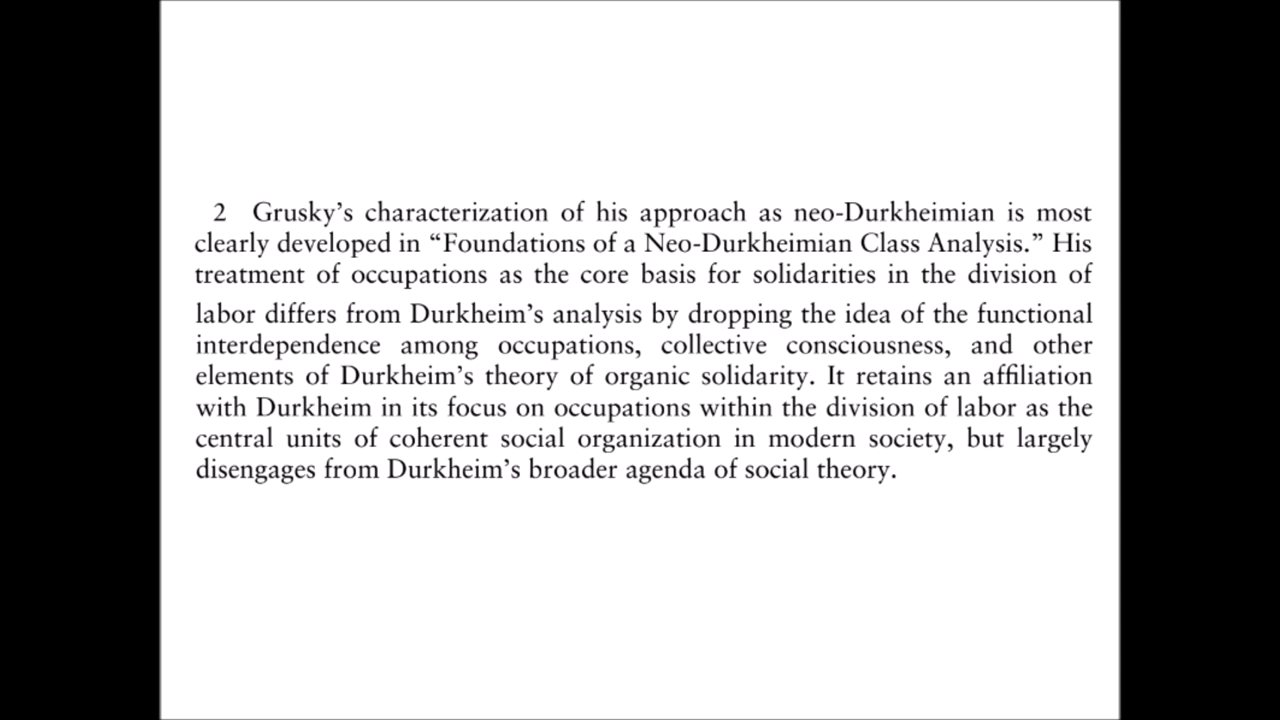 2 Grusky’s characterization of his approach as neo-Durkheimian is most
clearly developed in “Foundations of a Neo-Durkheimian Class Analysis.” His
treatment of occupations as the core basis for solidarities in the division of
labor differs from Durkheim’s analysis by dropping the idea of the functional
interdependence among occupations, collective consciousness, and other
elements of Durkheim’s theory of organic solidarity. It retains an affiliation
with Durkheim in its focus on occupations within the division of labor as the
central units of coherent social organization in modern society, but largely
disengages from Durkheim’s broader agenda of social theory.